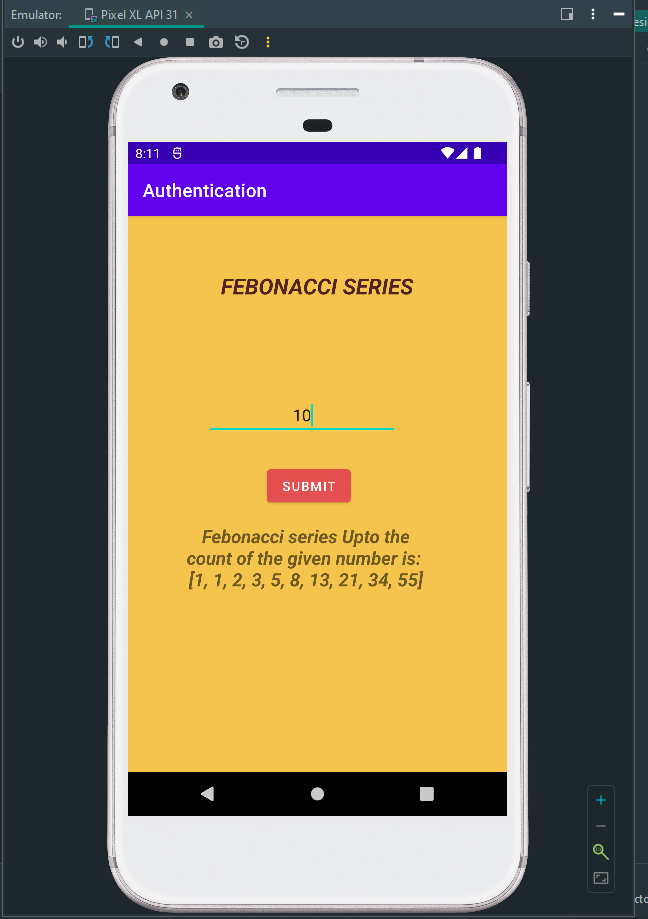 Emulator: Pixel XL API 31
8:11
Authentication
FEBONACCI SERIES
10
SUBMIT
Febonacci series Upto the
count of the given number is:
[1, 1, 2, 3, 5, 8, 13, 21, 34, 55]